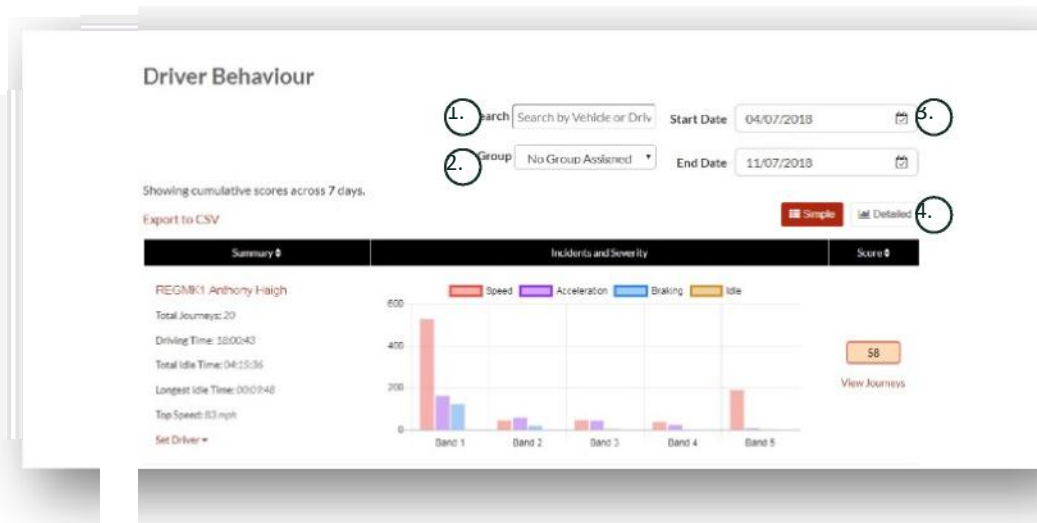 Driver Behaviour
1. earch Search by Vehicle or Driv Start Date 04/07/2018 3.
2. Group No Group Assigned End Date 11/07/2018
Showing cumulative scores across 7 days.
Export to CSV
Simple Detailed 4.
Summary Incidents and Severity Score
REGMK1 Anthony Haigh
Speed Acceleration Braking Idle
600
Total Journeys: 20
Driving Time: 18:00:43
400
58
Total Idle Time: 04:15:36
Longest Idle Time: 00:09:48
200
View Journeys
Top Speed: 83 mph
0
Set Driver
Band 1 Band 2 Band 3 Band 4 Band 5